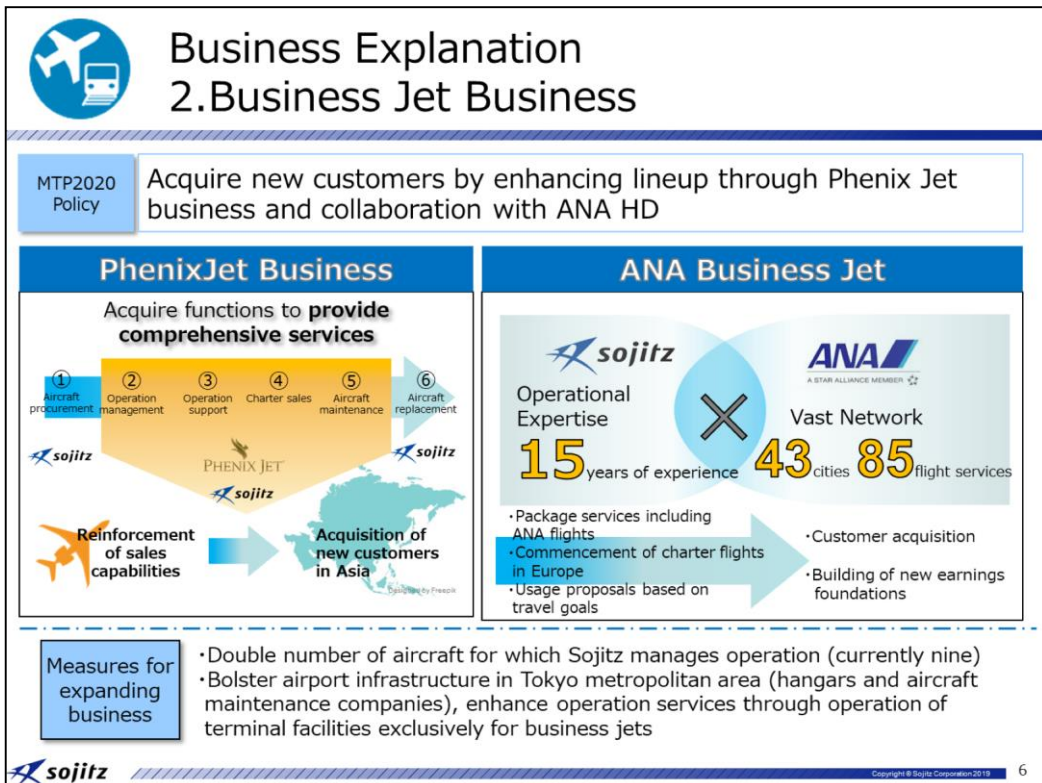 Business Explanation
2.Business Jet Business
MTP2020
Policy
Acquire new customers by enhancing lineup through Phenix Jet
business and collaboration with ANA HD
PhenixJet Business
Acquire functions to provide
comprehensive services
①
Aircraft
procurement
②
Operation
management
③
Operation
support
④
Charter sales
⑤
Aircraft
maintenance
⑥
Aircraft
replacement
sojitz
PHENIX JET
sojitz
sojitz
Reinforcement
of sales
capabilities
Acquisition of
new customers
in Asia
Designed by Freepik
ANA Business Jet
sojitz
Operational
Expertise
15 years of experience
ANA
A STAR ALLIANCE MEMBER
Vast Network
43 cities 85 flight services
・Package services including
ANA flights
・Commencement of charter flights
in Europe
・Usage proposals based on
travel goals
・Customer acquisition
・Building of new earnings
foundations
Measures for
expanding
business
・Double number of aircraft for which Sojitz manages operation (currently nine)
・Bolster airport infrastructure in Tokyo metropolitan area (hangars and aircraft
maintenance companies), enhance operation services through operation of
terminal facilities exclusively for business jets
sojitz
Copyright © Sojitz Corporation 2019
6